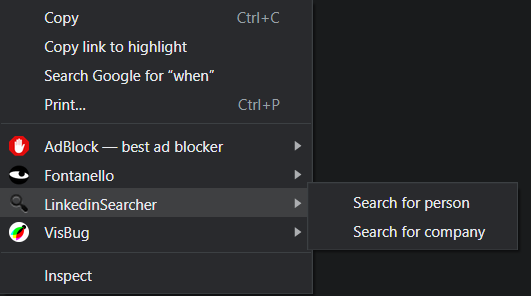 Copy Ctrl+C
Copy link to highlight
Search Google for “when”
Print... Ctrl+P
AdBlock — best ad blocker
Fontanello
LinkedinSearcher
Search for person
VisBug
Search for company
Inspect